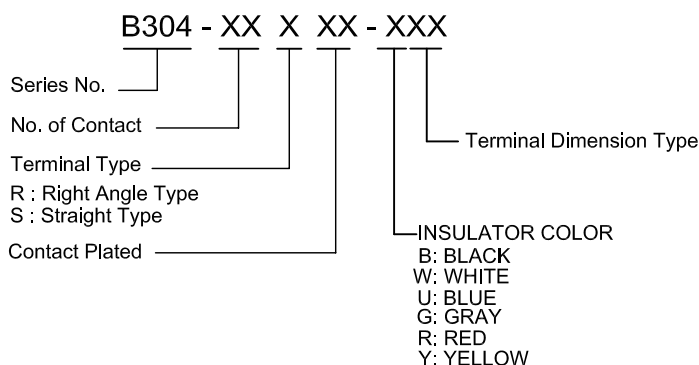 B304 - XX X XX - XXX
Series No.
No. of Contact
Terminal Dimension Type
Terminal Type
R : Right Angle Type
S : Straight Type
Contact Plated
INSULATOR COLOR
B: BLACK
W: WHITE
U: BLUE
G: GRAY
R: RED
Y: YELLOW